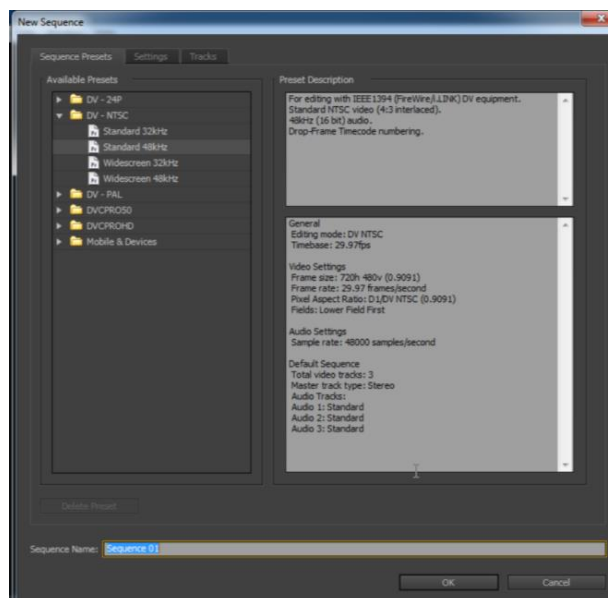 New Sequence
Sequence Presets Settings Tracks
Available Presets
DV - 24P
DV - NTSC
Standard 32kHz
Standard 48kHz
Widescreen 32kHz
Widescreen 48kHz
DV - PAL
DVCPRO50
DVCPROHD
Mobile & Devices
Preset Description
For editing with IEEE1394 (FireWire/i.LINK) DV equipment.
Standard NTSC video (4:3 interlaced).
48kHz (16 bit) audio.
Drop-Frame Timecode numbering.
General
Editing mode: DV NTSC
Timebase: 29.97fps
Video Settings
Frame size: 720h 480v (0.9091)
Frame rate: 29.97 frames/second
Pixel Aspect Ratio: D1/DV NTSC (0.9091)
Fields: Lower Field First
Audio Settings
Sample rate: 48000 samples/second
Default Sequence
Total video tracks: 3
Master track type: Stereo
Audio Tracks:
Audio 1: Standard
Audio 2: Standard
Audio 3: Standard
Delete Preset
Sequence Name: Sequence 01
OK Cancel